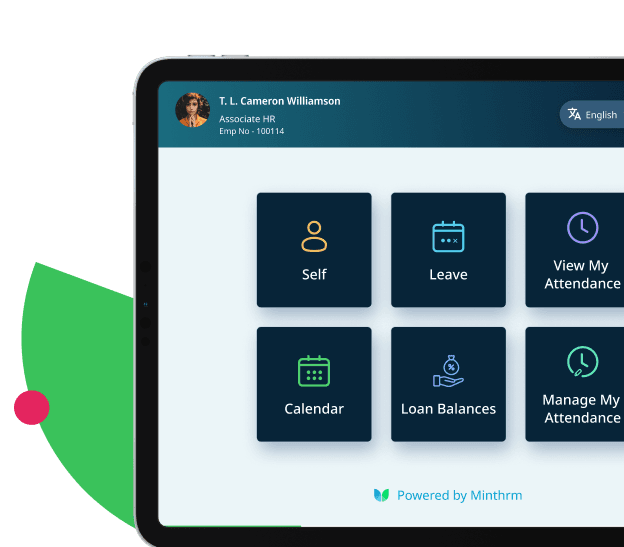 T. L. Cameron Williamson
Associate HR
Emp No - 100114
English
Self
Leave
View My
Attendance
Calendar
Loan Balances
Manage My
Attendance
Powered by Minthrm